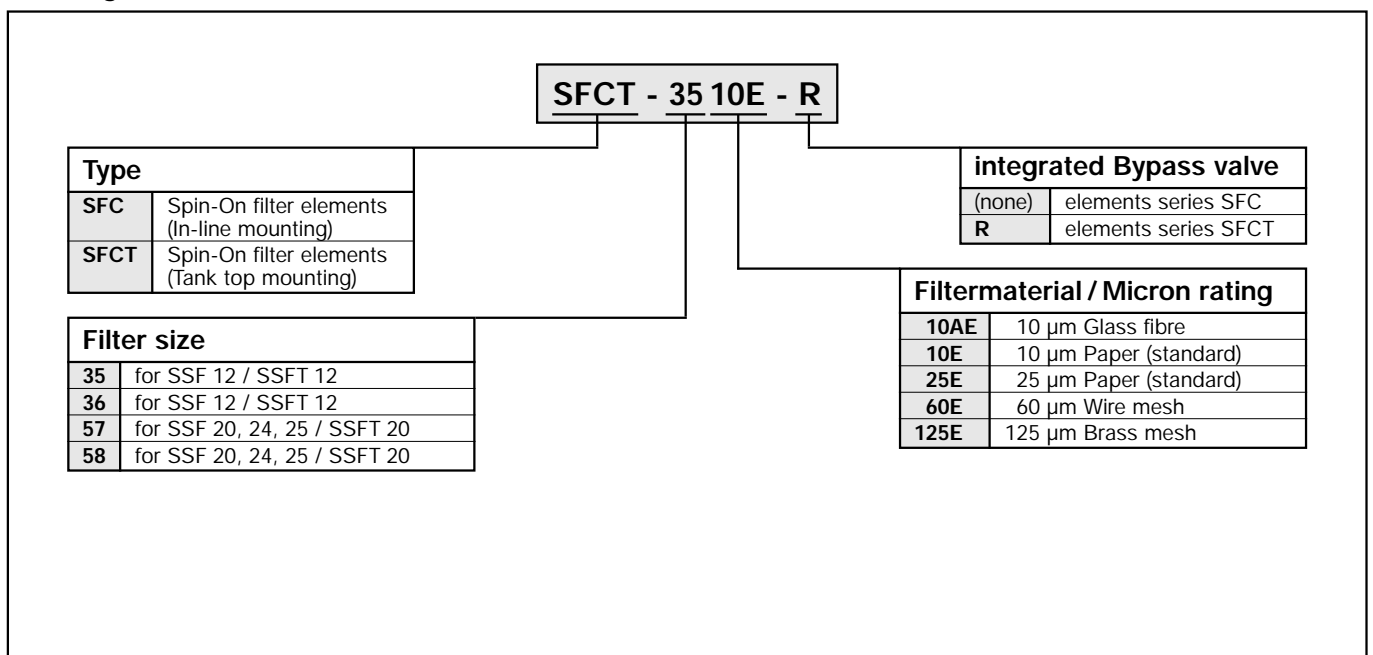 SFCT - 35 10E - R
Type
SFC Spin-On filter elements
(In-line mounting)
SFCT Spin-On filter elements
(Tank top mounting)
Filter size
35 for SSF 12 / SSFT 12
36 for SSF 12 / SSFT 12
57 for SSF 20, 24, 25 / SSFT 20
58 for SSF 20, 24, 25 / SSFT 20
integrated Bypass valve
(none) elements series SFC
R elements series SFCT
Filtermaterial / Micron rating
10AE 10 µm Glass fibre
10E 10 µm Paper (standard)
25E 25 µm Paper (standard)
60E 60 µm Wire mesh
125E 125 µm Brass mesh